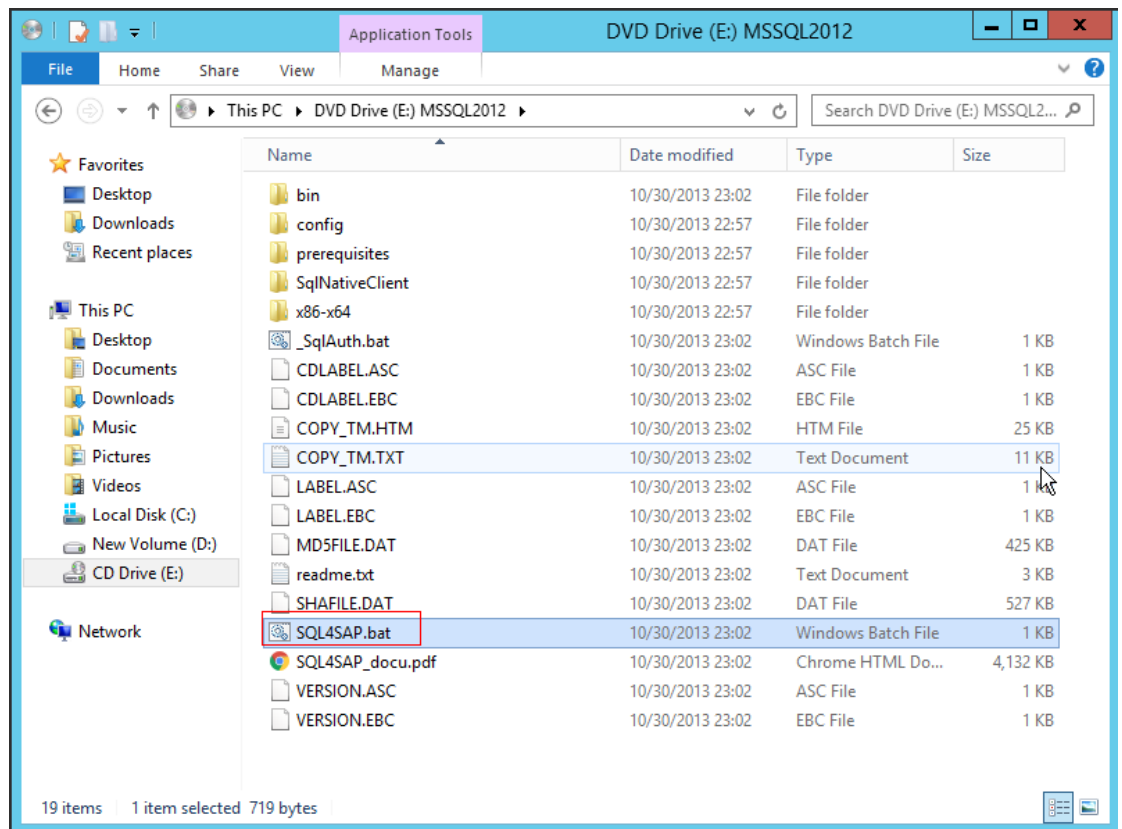 Application Tools
DVD Drive (E:) MSSQL2012
File Home Share View Manage
This PC DVD Drive (E:) MSSQL2012
Search DVD Drive (E:) MSSQL2...
Favorites
Desktop
Downloads
Recent places
This PC
Desktop
Documents
Downloads
Music
Pictures
Videos
Local Disk (C:)
New Volume (D:)
CD Drive (E:)
Network
Name Date modified Type Size
bin 10/30/2013 23:02 File folder
config 10/30/2013 22:57 File folder
prerequisites 10/30/2013 22:57 File folder
SqlNativeClient 10/30/2013 22:57 File folder
x86-x64 10/30/2013 22:57 File folder
_SqlAuth.bat 10/30/2013 23:02 Windows Batch File 1 KB
CDLABEL.ASC 10/30/2013 23:02 ASC File 1 KB
CDLABEL.EBC 10/30/2013 23:02 EBC File 1 KB
COPY_TM.HTM 10/30/2013 23:02 HTM File 25 KB
COPY_TM.TXT 10/30/2013 23:02 Text Document 11 KB
LABEL.ASC 10/30/2013 23:02 ASC File 1 KB
LABEL.EBC 10/30/2013 23:02 EBC File 1 KB
MD5FILE.DAT 10/30/2013 23:02 DAT File 425 KB
readme.txt 10/30/2013 23:02 Text Document 3 KB
SHAFILE.DAT 10/30/2013 23:02 DAT File 527 KB
SQL4SAP.bat 10/30/2013 23:02 Windows Batch File 1 KB
SQL4SAP_docu.pdf 10/30/2013 23:02 Chrome HTML Do... 4,132 KB
VERSION.ASC 10/30/2013 23:02 ASC File 1 KB
VERSION.EBC 10/30/2013 23:02 EBC File 1 KB
19 items 1 item selected 719 bytes